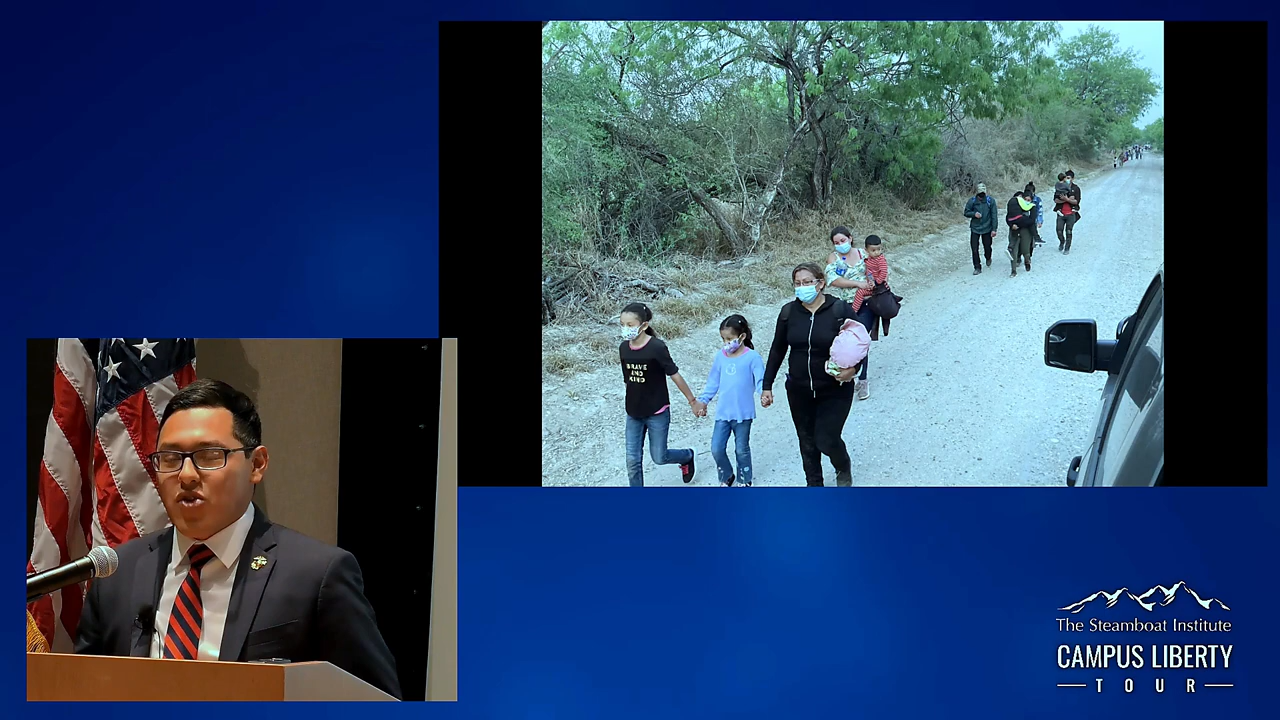 BRAVE
AND
KIND
The Steamboat Institute
CAMPUS LIBERTY
TOUR